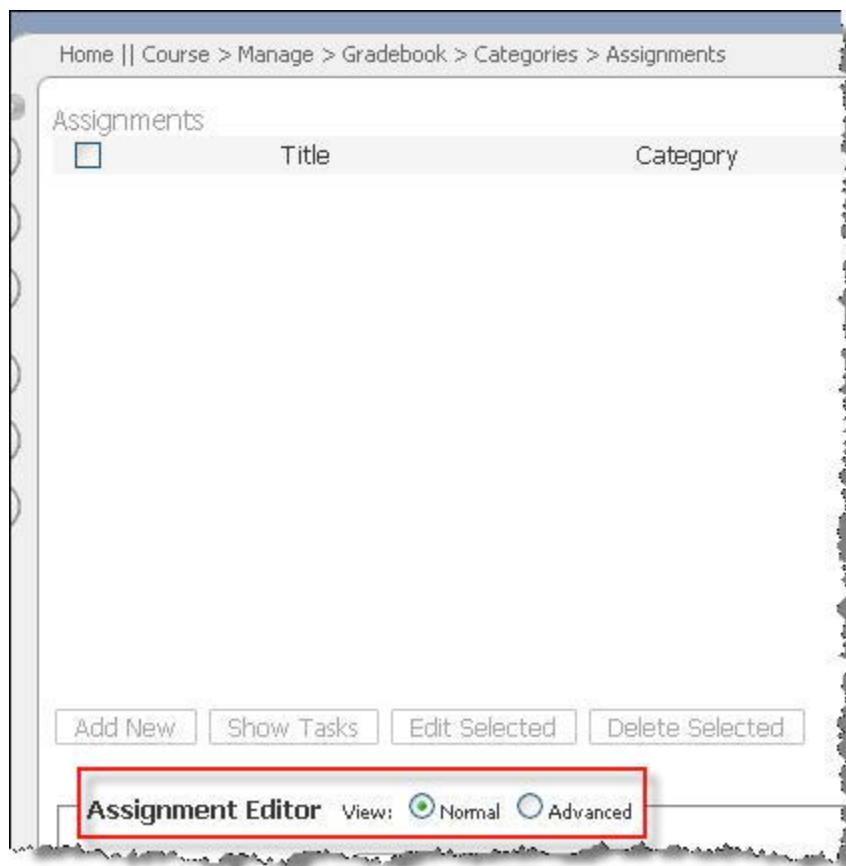 Home || Course > Manage > Gradebook > Categories > Assignments
Assignments
Title Category
Add New Show Tasks Edit Selected Delete Selected
Assignment Editor View: Normal Advanced